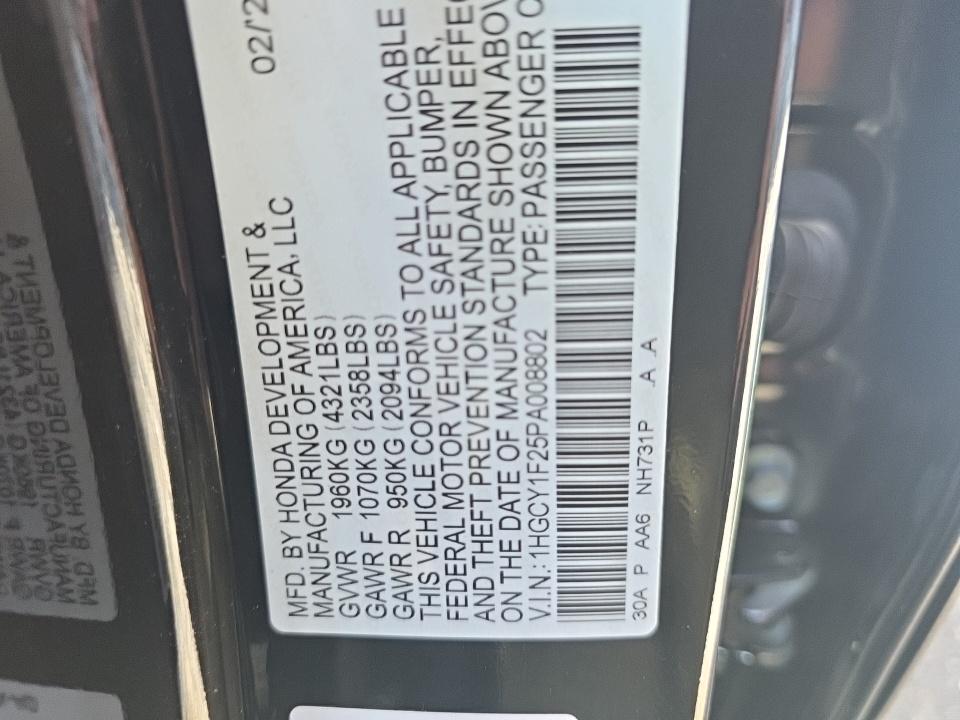 02/'2
MFD. BY HONDA DEVELOPMENT &
MANUFACTURING OF AMERICA, LLC
GVWR 1960KG (4321LBS)
GAWR F 1070KG (2358LBS)
GAWR R 950KG (2094LBS)
THIS VEHICLE CONFORMS TO ALL APPLICABLE
FEDERAL MOTOR VEHICLE SAFETY, BUMPER,
AND THEFT PREVENTION STANDARDS IN EFFEC
ON THE DATE OF MANUFACTURE SHOWN ABOV
V.I.N.: 1HGCY1F25PA008802 TYPE: PASSENGER C
30A P AA6 NH731P A A